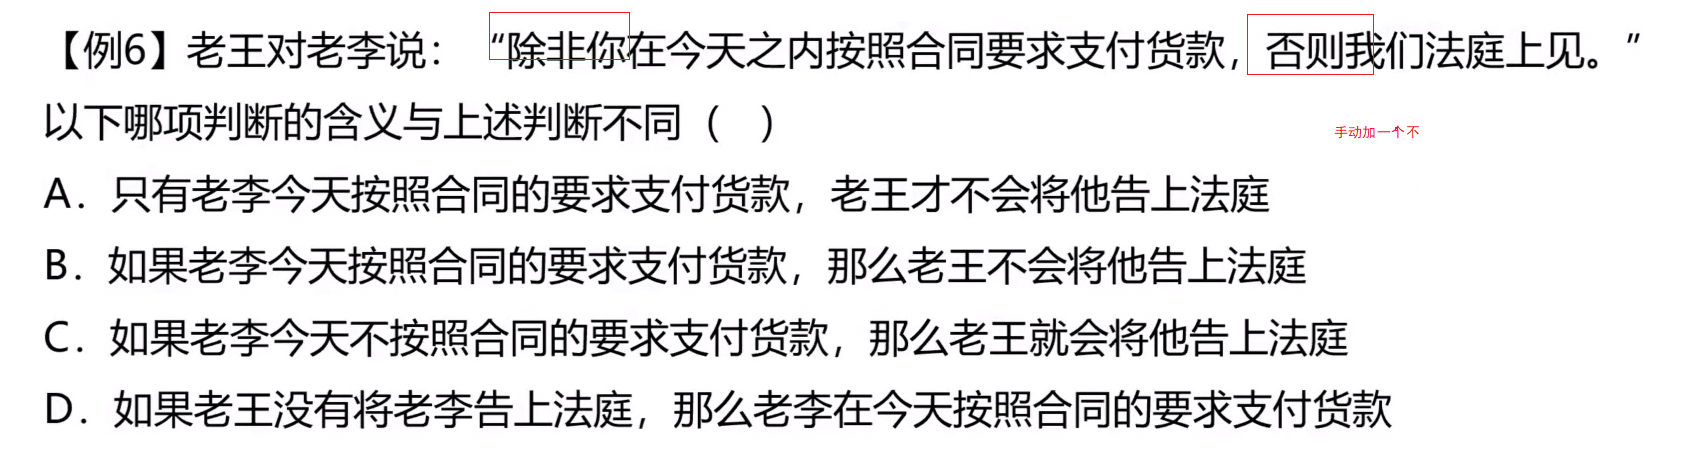 【例6】老王对老李说：“除非你在今天之内按照合同要求支付货款，否则我们法庭上见。”
以下哪项判断的含义与上述判断不同（ ）
手动加一个不
A．只有老李今天按照合同的要求支付货款，老王才不会将他告上法庭
B．如果老李今天按照合同的要求支付货款，那么老王不会将他告上法庭
C．如果老李今天不按照合同的要求支付货款，那么老王就会将他告上法庭
D．如果老王没有将老李告上法庭，那么老李在今天按照合同的要求支付货款